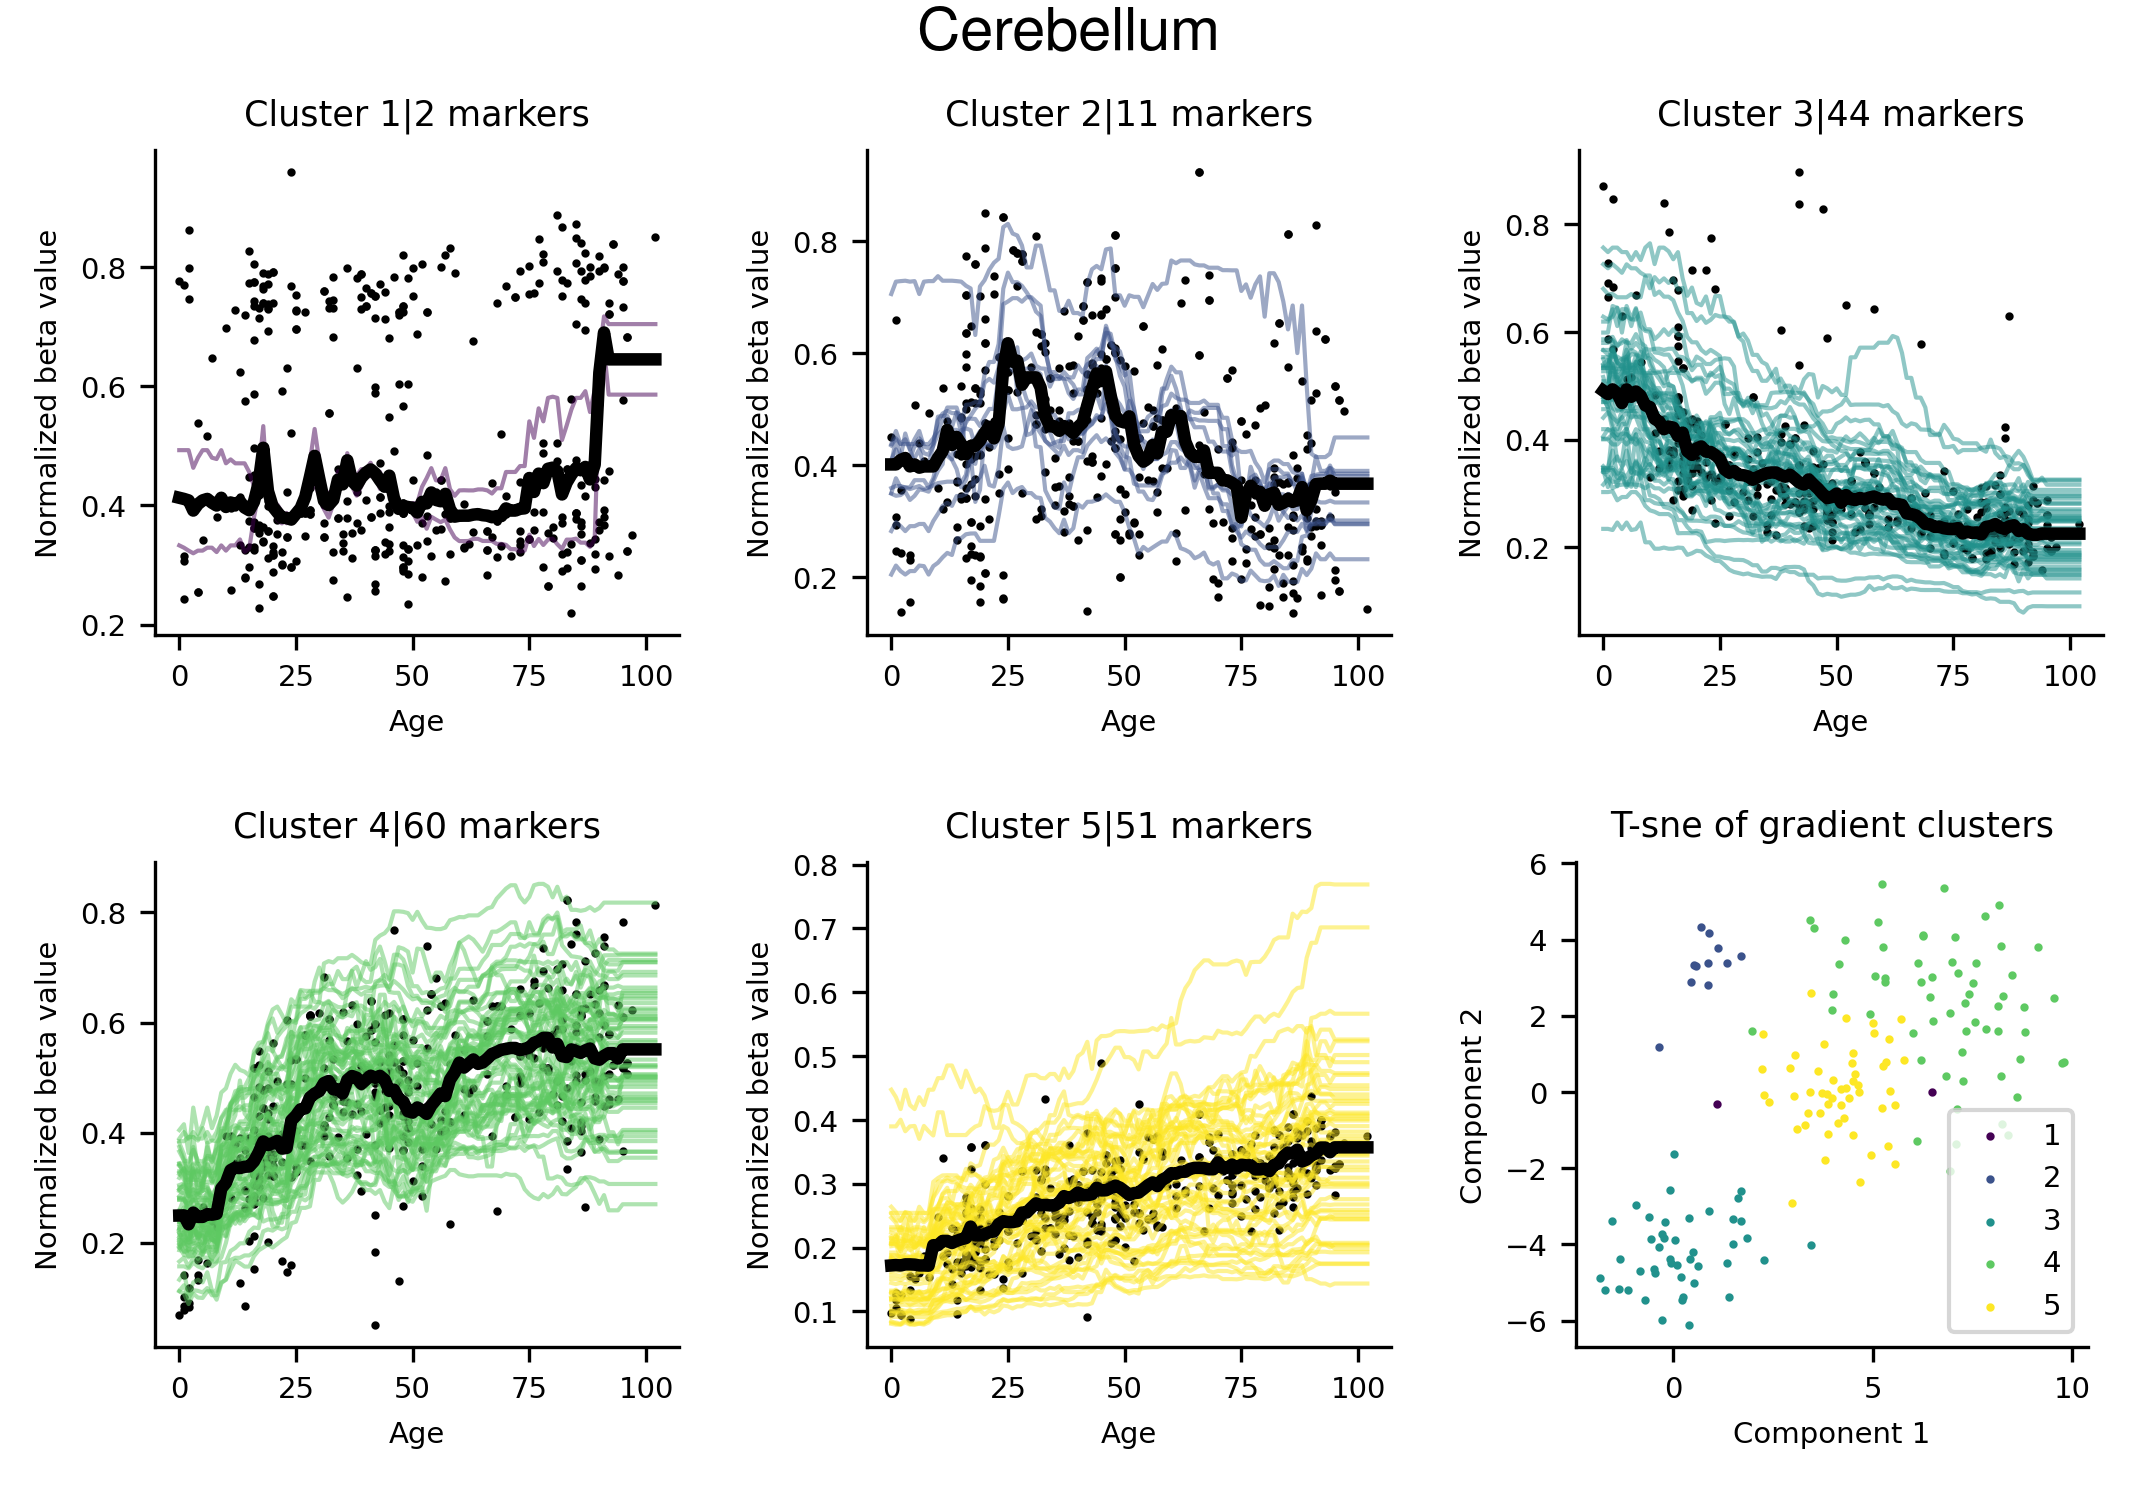 Cerebellum
Cluster 1|2 markers
Normalized beta value
0.8
0.6
0.4
0.2
0 25 50 75 100
Age
Cluster 2|11 markers
Normalized beta value
0.8
0.6
0.4
0.2
0 25 50 75 100
Age
Cluster 3|44 markers
Normalized beta value
0.8
0.6
0.4
0.2
0 25 50 75 100
Age
Cluster 4|60 markers
Normalized beta value
0.8
0.6
0.4
0.2
0 25 50 75 100
Age
Cluster 5|51 markers
Normalized beta value
0.8
0.7
0.6
0.5
0.4
0.3
0.2
0.1
0 25 50 75 100
Age
T-sne of gradient clusters
Component 2
6
4
2
0
−2
−4
−6
1
2
3
4
5
0 5 10
Component 1